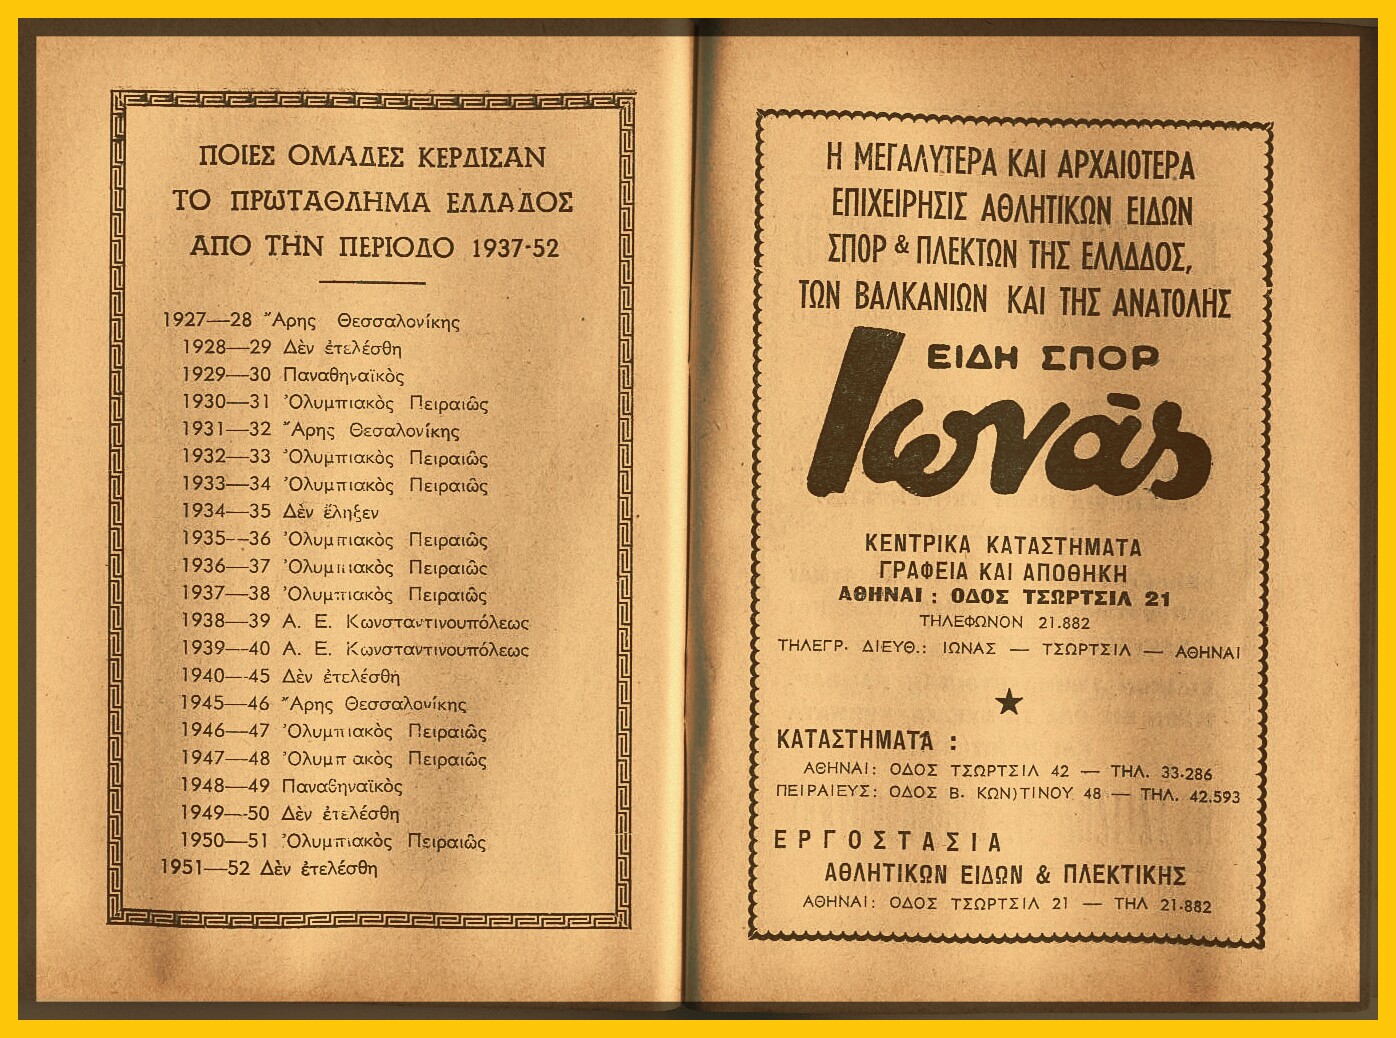 ΠΟΙΕΣ ΟΜΑΔΕΣ ΚΕΡΔΙΣΑΝ
ΤΟ ΠΡΩΤΑΘΛΗΜΑ ΕΛΛΑΔΟΣ
ΑΠΟ ΤΗΝ ΠΕΡΙΟΔΟ 1937-52
1927—28 Ἄρης Θεσσαλονίκης
1928—29 Δὲν ἐτελέσθη
1929—30 Παναθηναϊκὸς
1930—31 Ὀλυμπιακὸς Πειραιῶς
1931—32 Ἄρης Θεσαλονίκης
1932—33 Ὀλυμπιακὸς Πειραιῶς
1933—34 Ὀλυμπιακὸς Πειραιῶς
1934—35 Δὲν ἔληξεν
1935—36 Ὀλυμπιακὸς Πειραιῶς
1936—37 Ὀλυμπιακὸς Πειραιῶς
1937—38 Ὀλυμπιακὸς Πειραιῶς
1938—39 Α. Ε. Κωνσταντινουπόλεως
1939—40 Α. Ε. Κωνσταντινουπόλεως
1940—45 Δὲν ἐτελέσθη
1945—46 Ἄρης Θεσσαλονίκης
1946—47 Ὀλυμπιακὸς Πειραιῶς
1947—48 Ὀλυμπ ακὸς Πειραιῶς
1948—49 Παναθηναϊκὸς
1949—50 Δὲν ἐτελέσθη
1950—51 Ὀλυμπιακὸς Πειραιῶς
1951—52 Δὲν ἐτελέσθη
Η ΜΕΓΑΛΥΤΕΡΑ ΚΑΙ ΑΡΧΑΙΟΤΕΡΑ
ΕΠΙΧΕΙΡΗΣΙΣ ΑΘΛΗΤΙΚΩΝ ΕΙΔΩΝ
ΣΠΟΡ & ΠΛΕΚΤΩΝ ΤΗΣ ΕΛΛΑΔΟΣ,
ΤΩΝ ΒΑΛΚΑΝΙΩΝ ΚΑΙ ΤΗΣ ΑΝΑΤΟΛΗΣ
ΕΙΔΗ ΣΠΟΡ
Ιωνᾶς
ΚΕΝΤΡΙΚΑ ΚΑΤΑΣΤΗΜΑΤΑ
ΓΡΑΦΕΙΑ ΚΑΙ ΑΠΟΘΗΚΗ
ΑΘΗΝΑΙ : ΟΔΟΣ ΤΣΩΡΤΣΙΛ 21
ΤΗΛΕΦΩΝΟΝ 21.882
ΤΗΛΕΓΡ. ΔΙΕΥΘ.: ΙΩΝΑΣ — ΤΣΩΡΤΣΙΛ — ΑΘΗΝΑΙ
ΚΑΤΑΣΤΗΜΑΤΑ :
ΑΘΗΝΑΙ: ΟΔΟΣ ΤΣΩΡΤΣΙΛ 42 — ΤΗΛ. 33.286
ΠΕΙΡΑΙΕΥΣ: ΟΔΟΣ Β. ΚΩΝ)ΤΙΝΟΥ 48 — ΤΗΛ. 42.593
ΕΡΓΟΣΤΑΣΙΑ
ΑΘΛΗΤΙΚΩΝ ΕΙΔΩΝ & ΠΛΕΚΤΙΚΗΣ
ΑΘΗΝΑΙ: ΟΔΟΣ ΤΣΩΡΤΣΙΛ 21 — ΤΗΛ 21.882